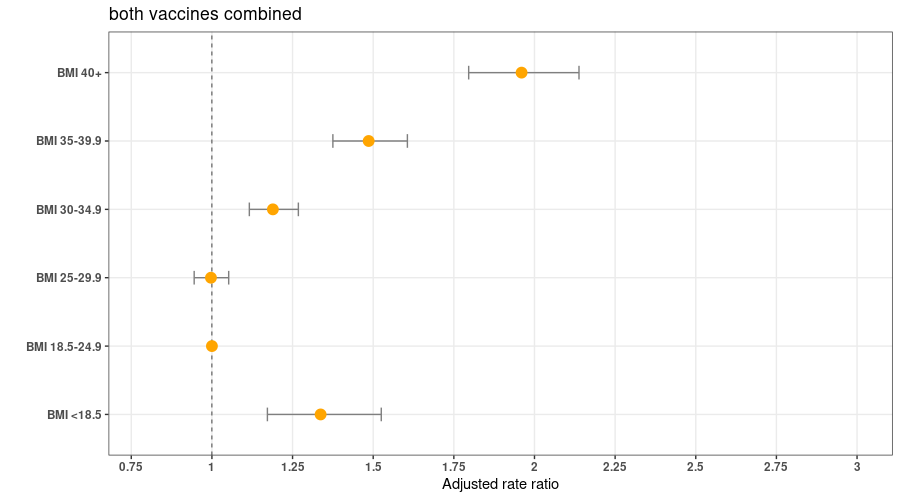 both vaccines combined
BMI 40+
BMI 35-39.9
BMI 30-34.9
BMI 25-29.9
BMI 18.5-24.9
BMI <18.5
0.75 1 1.25 1.5 1.75 2 2.25 2.5 2.75 3
Adjusted rate ratio